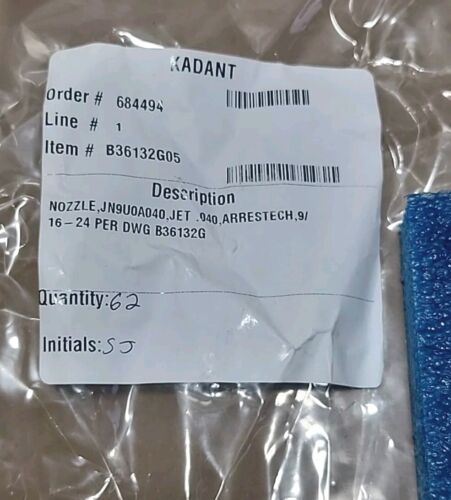 KADANT
Order # 684494
Line # 1
Item # B36132G05
Description
NOZZLE,JN9U0A040,JET .040,ARRESTECH,9/
16-24 PER DWG B36132G
Quantity: 62
Initials: SJ